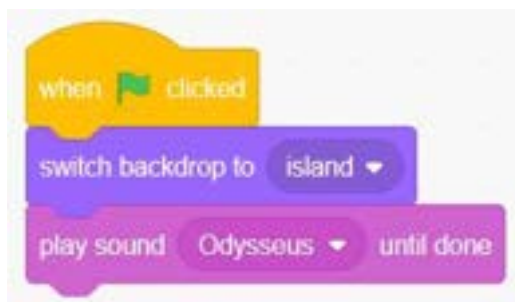 when clicked
switch backdrop to island
play sound Odysseus until done